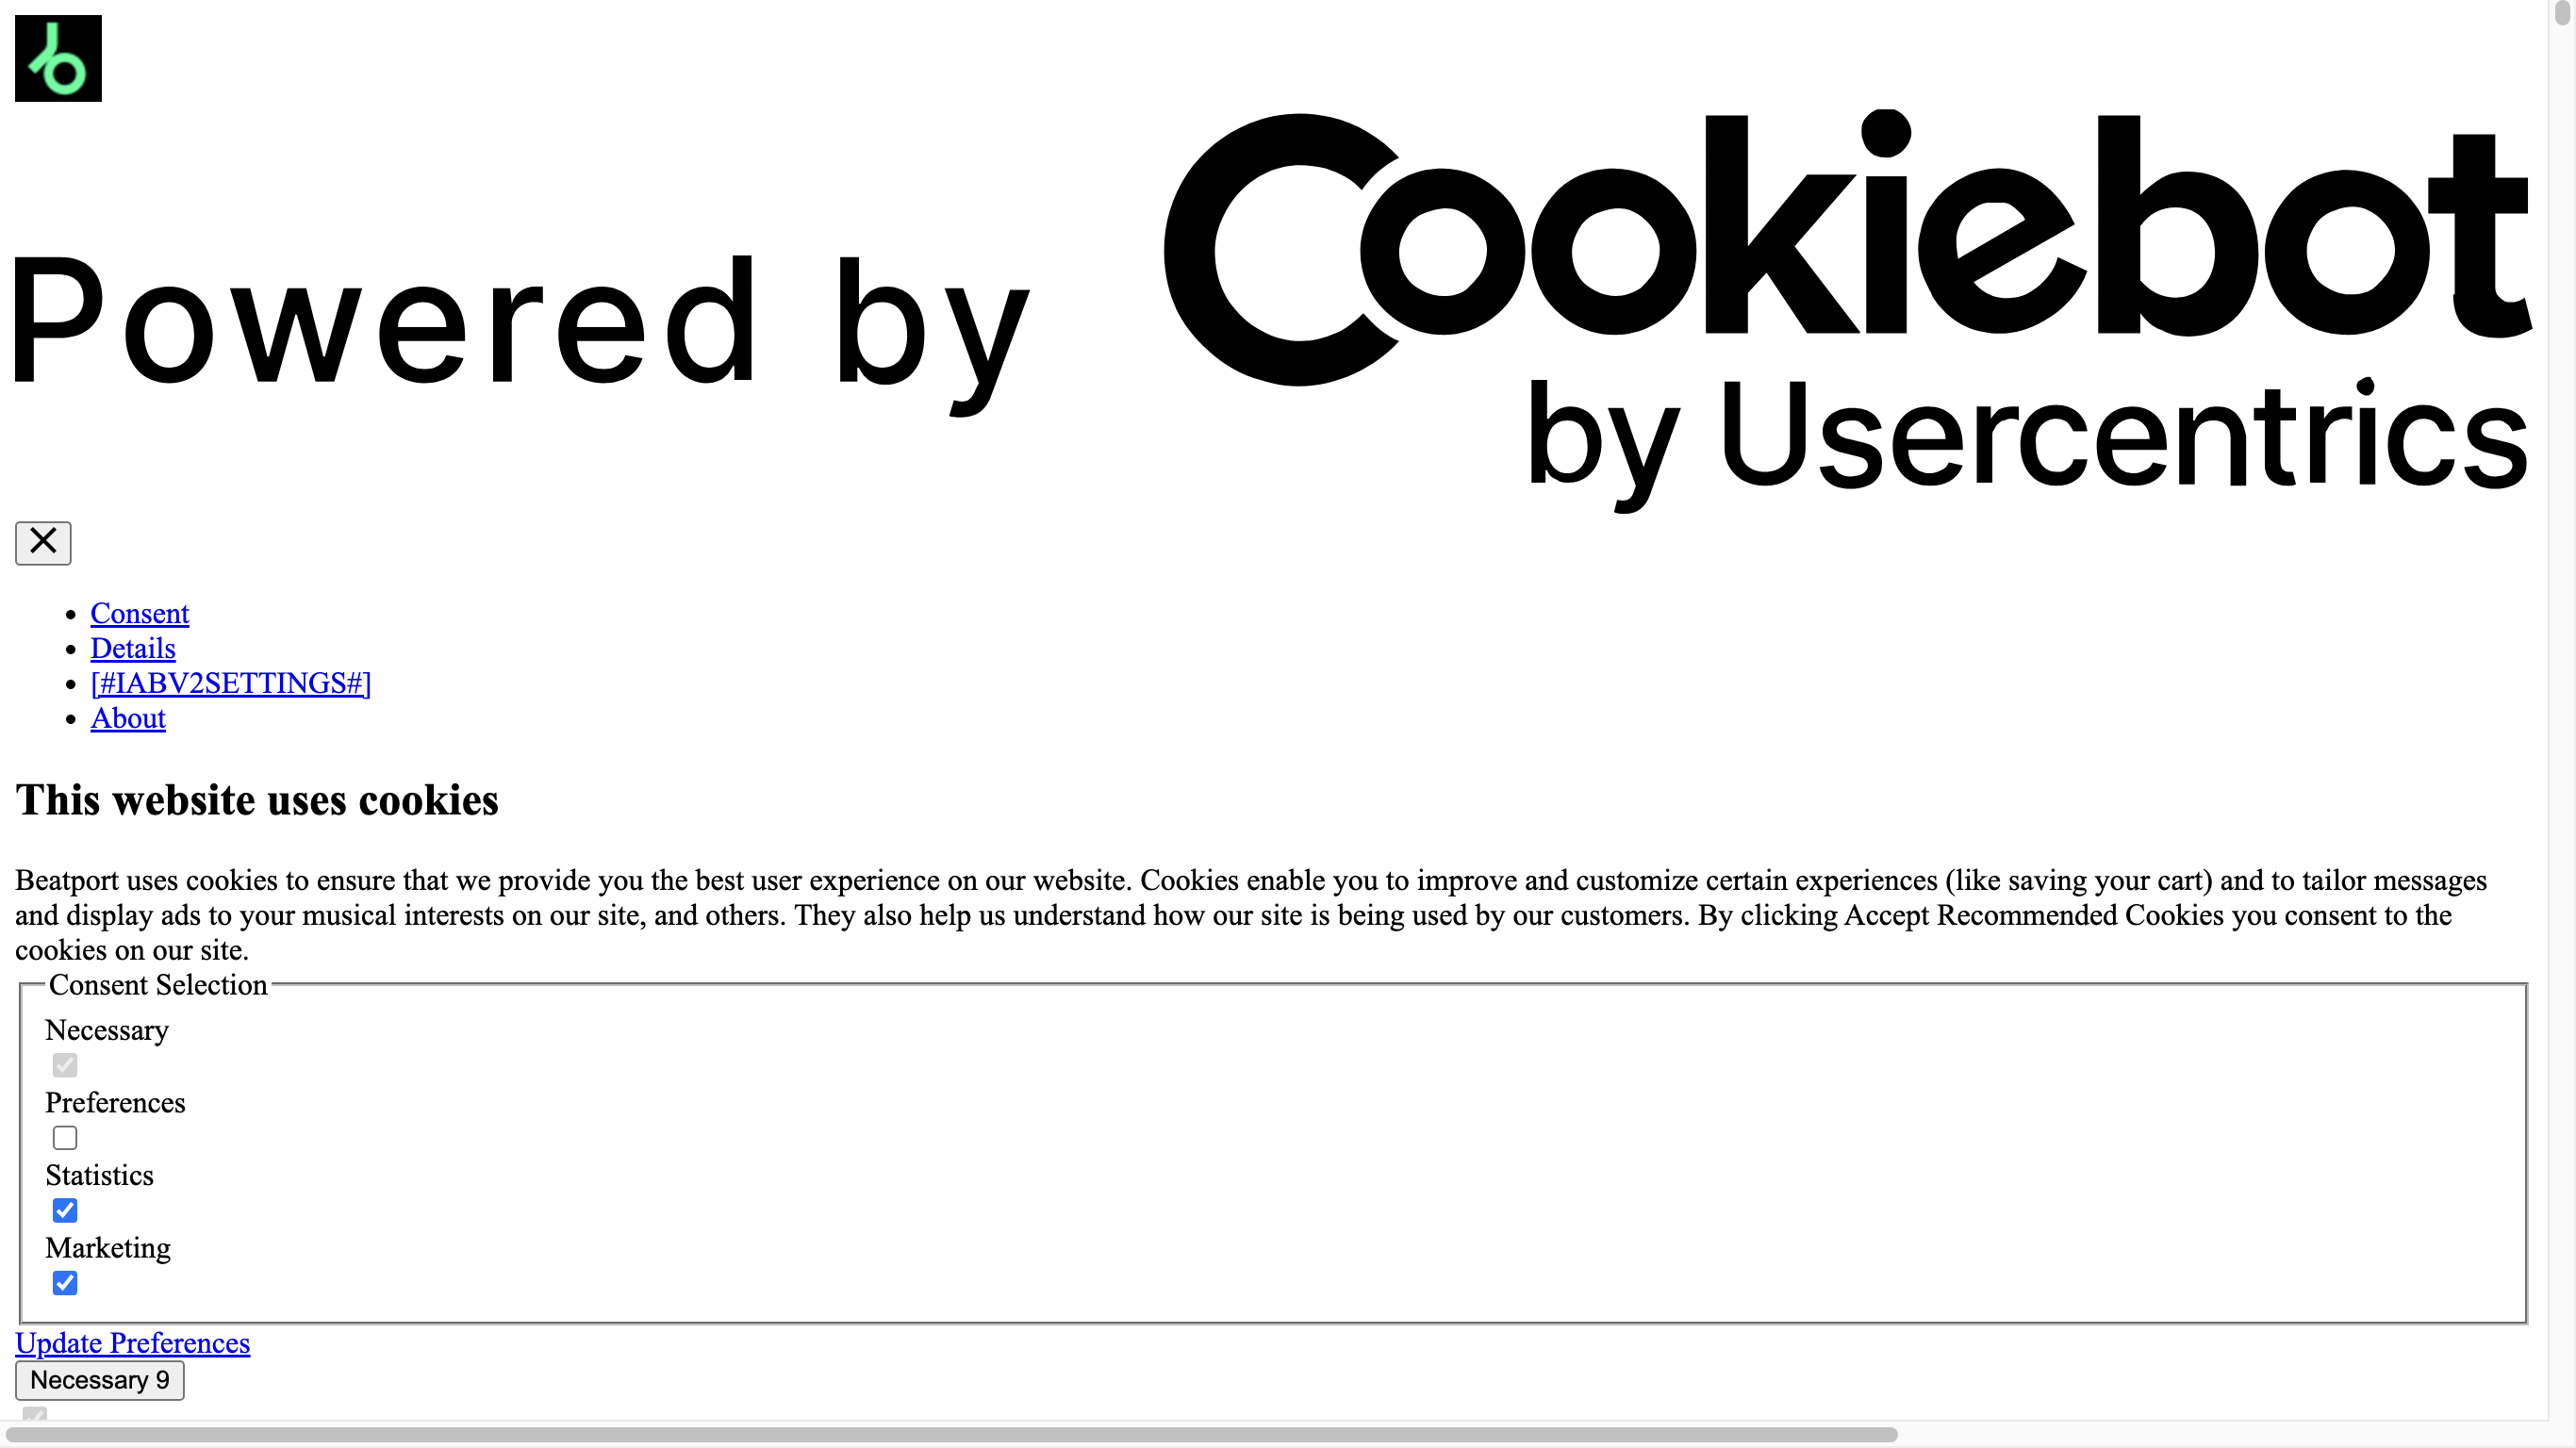 Powered by Cookiebot
by Usercentrics
Consent
Details
[#IABV2SETTINGS#]
About
This website uses cookies
Beatport uses cookies to ensure that we provide you the best user experience on our website. Cookies enable you to improve and customize certain experiences (like saving your cart) and to tailor messages
and display ads to your musical interests on our site, and others. They also help us understand how our site is being used by our customers. By clicking Accept Recommended Cookies you consent to the
cookies on our site.
Consent Selection
Necessary
Preferences
Statistics
Marketing
Update Preferences
Necessary 9